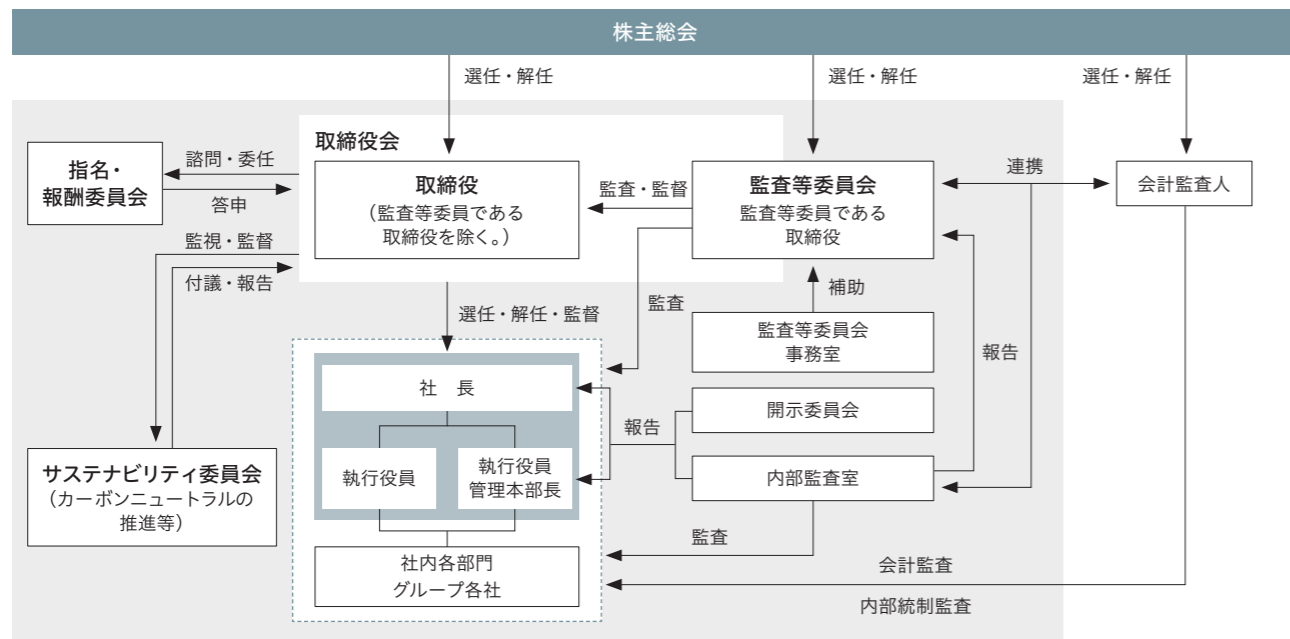 株主総会
選任・解任
選任・解任
選任・解任
取締役会
指名・
報酬委員会
諮問・委任
答申
取締役
（監査等委員である
取締役を除く。）
監査・監督
監査等委員会
監査等委員である
取締役
連携
会計監査人
監視・監督
付議・報告
選任・解任・監督
監査
補助
監査等委員会
事務室
報告
社　長
開示委員会
報告
執行役員
執行役員
管理本部長
内部監査室
サステナビリティ委員会
（カーボンニュートラルの
推進等）
監査
社内各部門
グループ各社
会計監査
内部統制監査